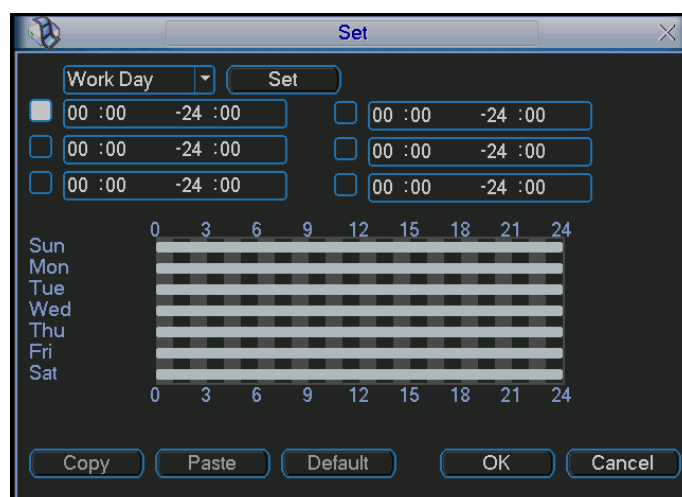 Set
Work Day Set
00 :00 -24 :00 00 :00 -24 :00
00 :00 -24 :00 00 :00 -24 :00
00 :00 -24 :00 00 :00 -24 :00
0 3 6 9 12 15 18 21 24
Sun
Mon
Tue
Wed
Thu
Fri
Sat
0 3 6 9 12 15 18 21 24
Copy Paste Default OK Cancel